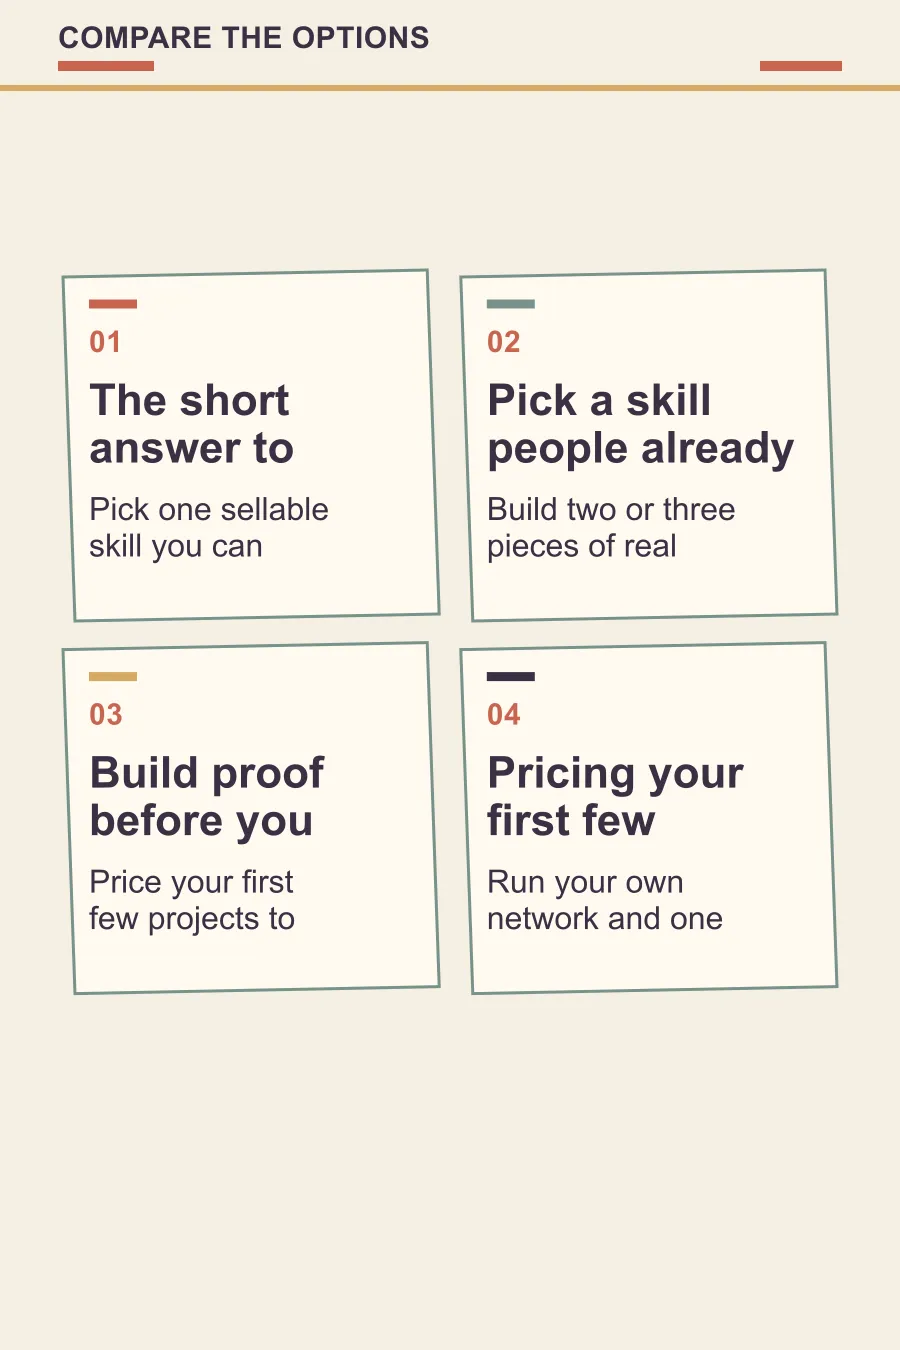 COMPARE THE OPTIONS
01
The short
answer to
Pick one sellable
skill you can
02
Pick a skill
people already
Build two or three
pieces of real
03
Build proof
before you
Price your first
few projects to
04
Pricing your
first few
Run your own
network and one